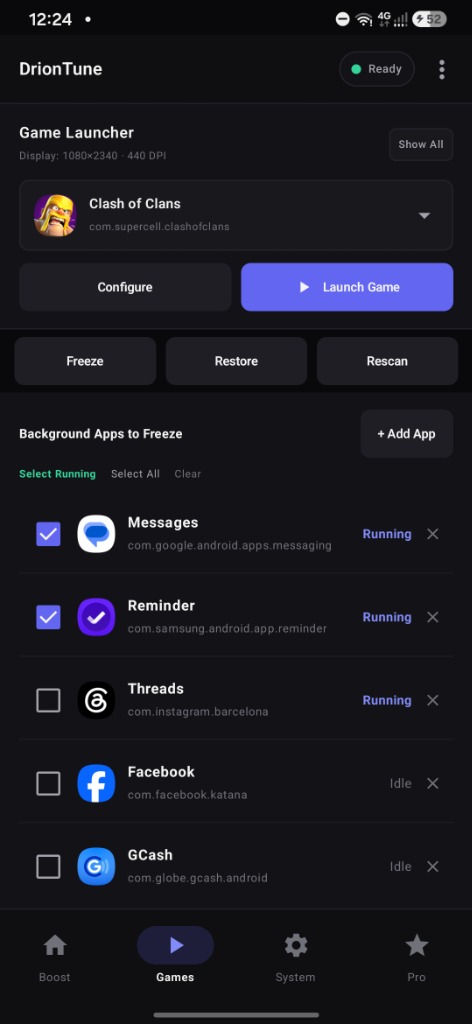 12:24
4G
52
DrionTune
Ready
Game Launcher
Display: 1080×2340 · 440 DPI
Show All
Clash of Clans
com.supercell.clashofclans
Configure
Launch Game
Freeze
Restore
Rescan
Background Apps to Freeze
+ Add App
Select Running
Select All
Clear
Messages
com.google.android.apps.messaging
Running
Reminder
com.samsung.android.app.reminder
Running
Threads
com.instagram.barcelona
Running
Facebook
com.facebook.katana
Idle
GCash
com.globe.gcash.android
Idle
Boost
Games
System
Pro